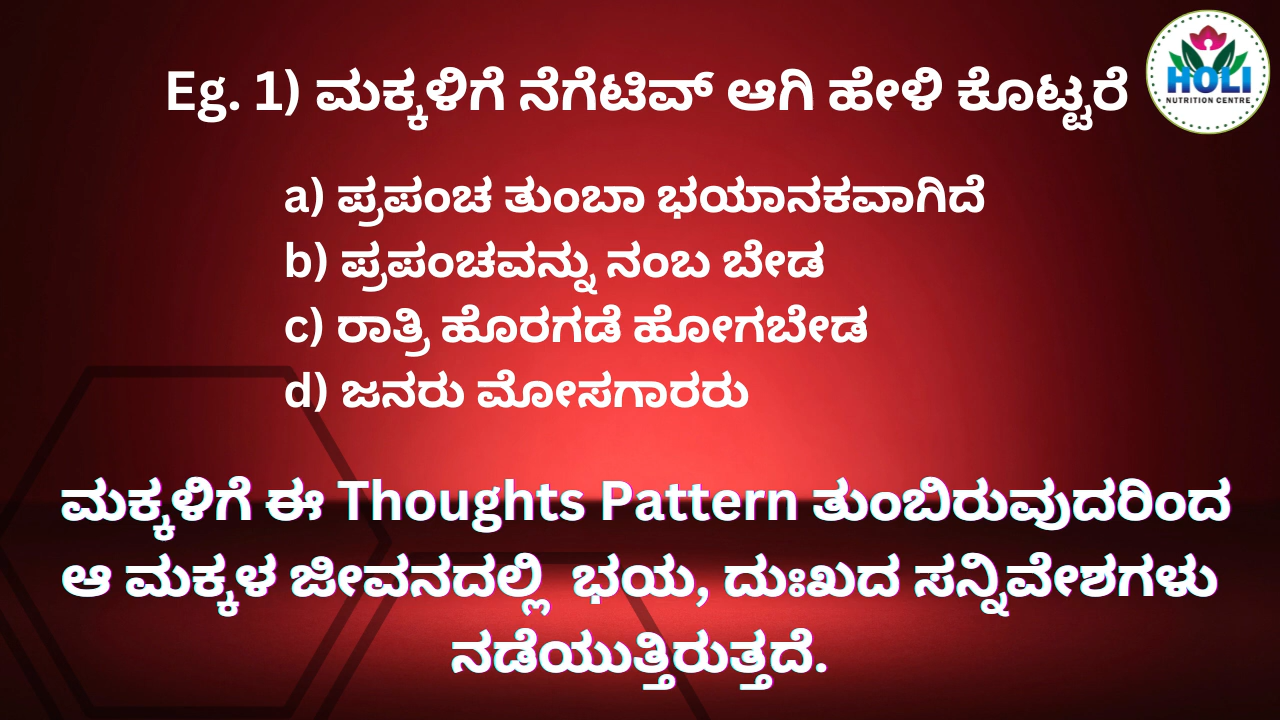 HOLI
NUTRITION CENTRE
Eg. 1) ಮಕ್ಕಳಿಗೆ ನೆಗೆಟಿವ್ ಆಗಿ ಹೇಳಿ ಕೊಟ್ಟರೆ
a) ಪ್ರಪಂಚ ತುಂಬಾ ಭಯಾನಕವಾಗಿದೆ
b) ಪ್ರಪಂಚವನ್ನು ನಂಬ ಬೇಡ
c) ರಾತ್ರಿ ಹೊರಗಡೆ ಹೋಗಬೇಡ
d) ಜನರು ಮೋಸಗಾರರು
ಮಕ್ಕಳಿಗೆ ಈ Thoughts Pattern ತುಂಬಿರುವುದರಿಂದ
ಆ ಮಕ್ಕಳ ಜೀವನದಲ್ಲಿ ಭಯ, ದುಃಖದ ಸನ್ನಿವೇಶಗಳು
ನಡೆಯುತ್ತಿರುತ್ತದೆ.